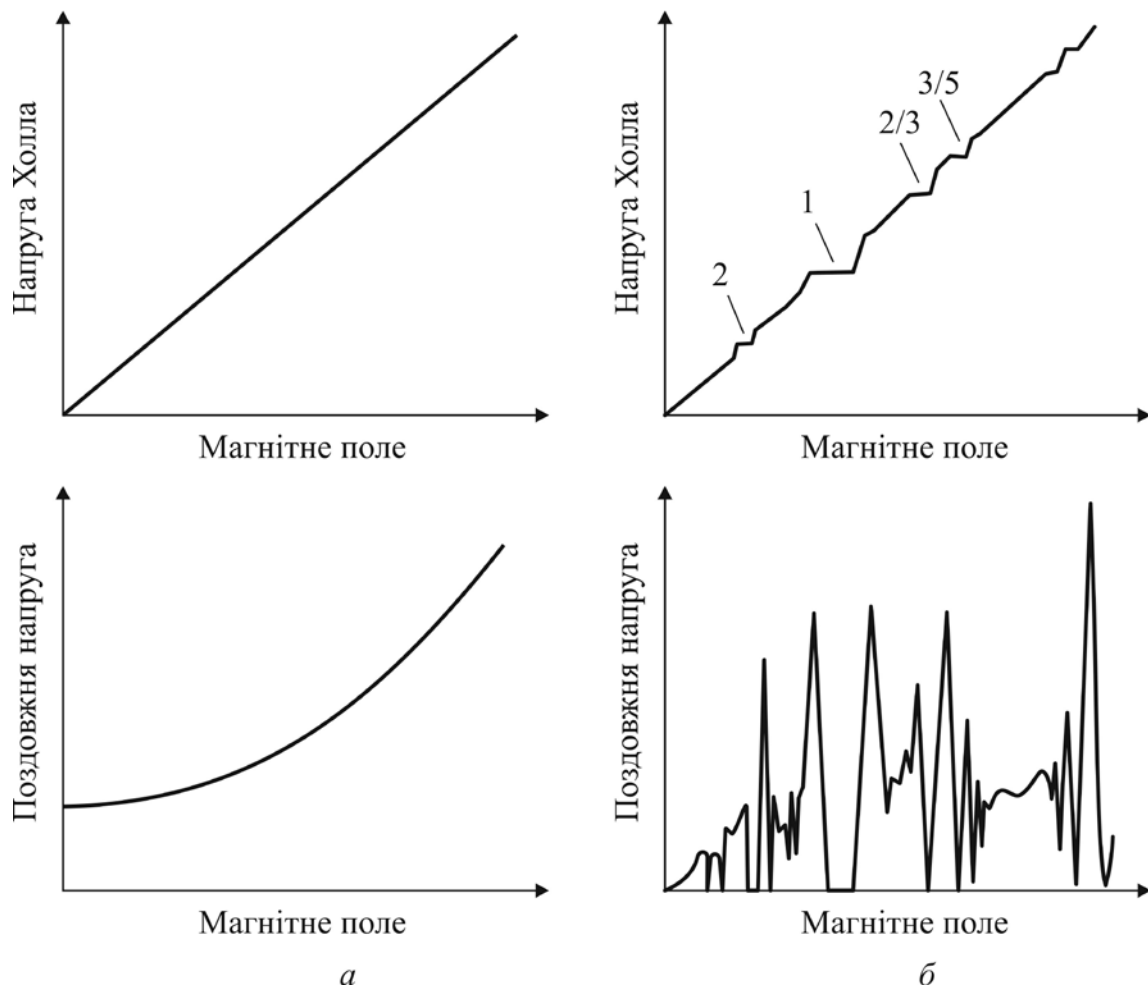 Напруга Холла
Магнітне поле
Напруга Холла
2
1
2/3
3/5
Магнітне поле
Поздовжня напруга
Магнітне поле
а
Поздовжня напруга
Магнітне поле
б